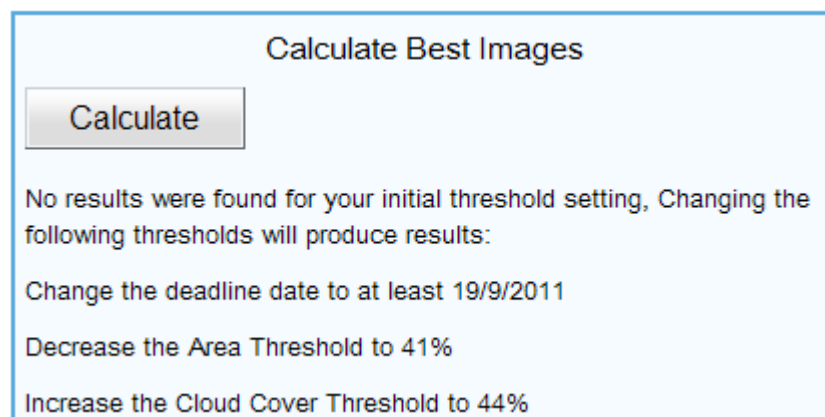 Calculate Best Images
Calculate
No results were found for your initial threshold setting, Changing the
following thresholds will produce results:
Change the deadline date to at least 19/9/2011
Decrease the Area Threshold to 41%
Increase the Cloud Cover Threshold to 44%